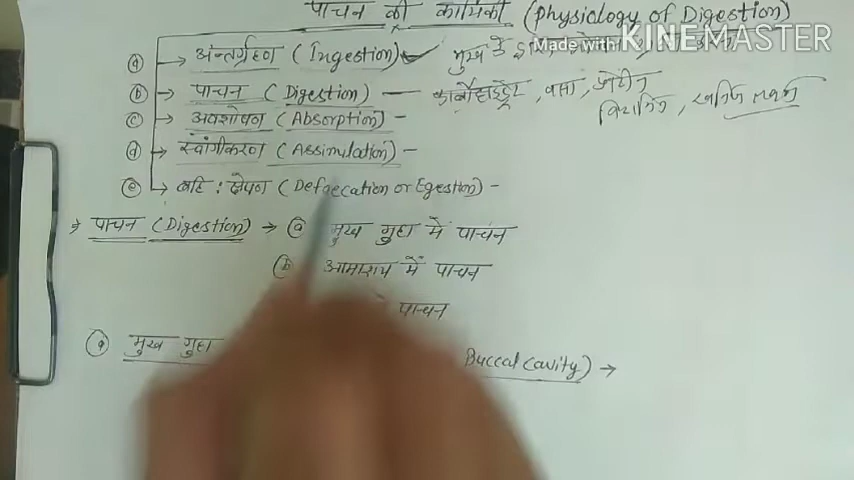 पाचन की कार्यिकी (Physiology of Digestion)
Made with KINEMASTER
ⓐ → अन्तर्ग्रहण (Ingestion) मुख के
ⓑ → पाचन (Digestion) — कार्बोहाइड्रेट, वसा, प्रोटीन
विटामिन, खनिज लवण
ⓒ → अवशोषण (Absorption) –
ⓓ → स्वांगीकरण (Assimilation) –
ⓔ → बहि:क्षेपण (Defaecation or Egestion) –
→ पाचन (Digestion) → ⓐ मुख गुहा में पाचन
ⓑ आमाशय में पाचन
पाचन
ⓐ मुख गुहा Buccal cavity) →